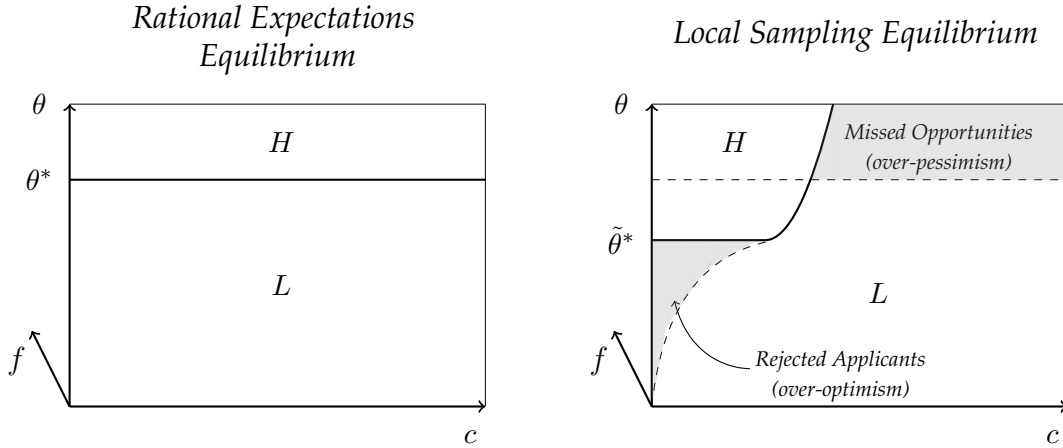 Rational Expectations
Equilibrium
θ
H
θ*
L
f
c
Local Sampling Equilibrium
θ
H
Missed Opportunities
(over-pessimism)
θ̃*
L
f
Rejected Applicants
(over-optimism)
c